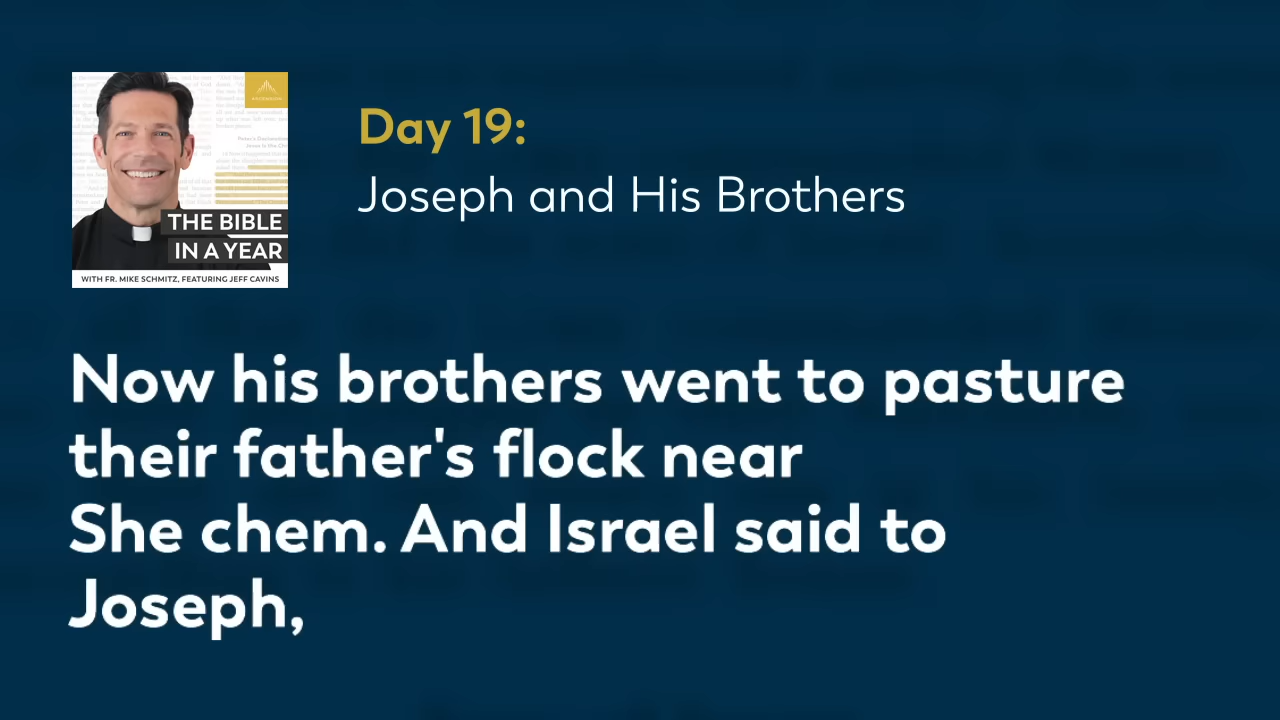 Day 19:
Joseph and His Brothers
THE BIBLE
IN A YEAR
WITH FR. MIKE SCHMITZ, FEATURING JEFF CAVINS
Now his brothers went to pasture
their father's flock near
She chem. And Israel said to
Joseph,